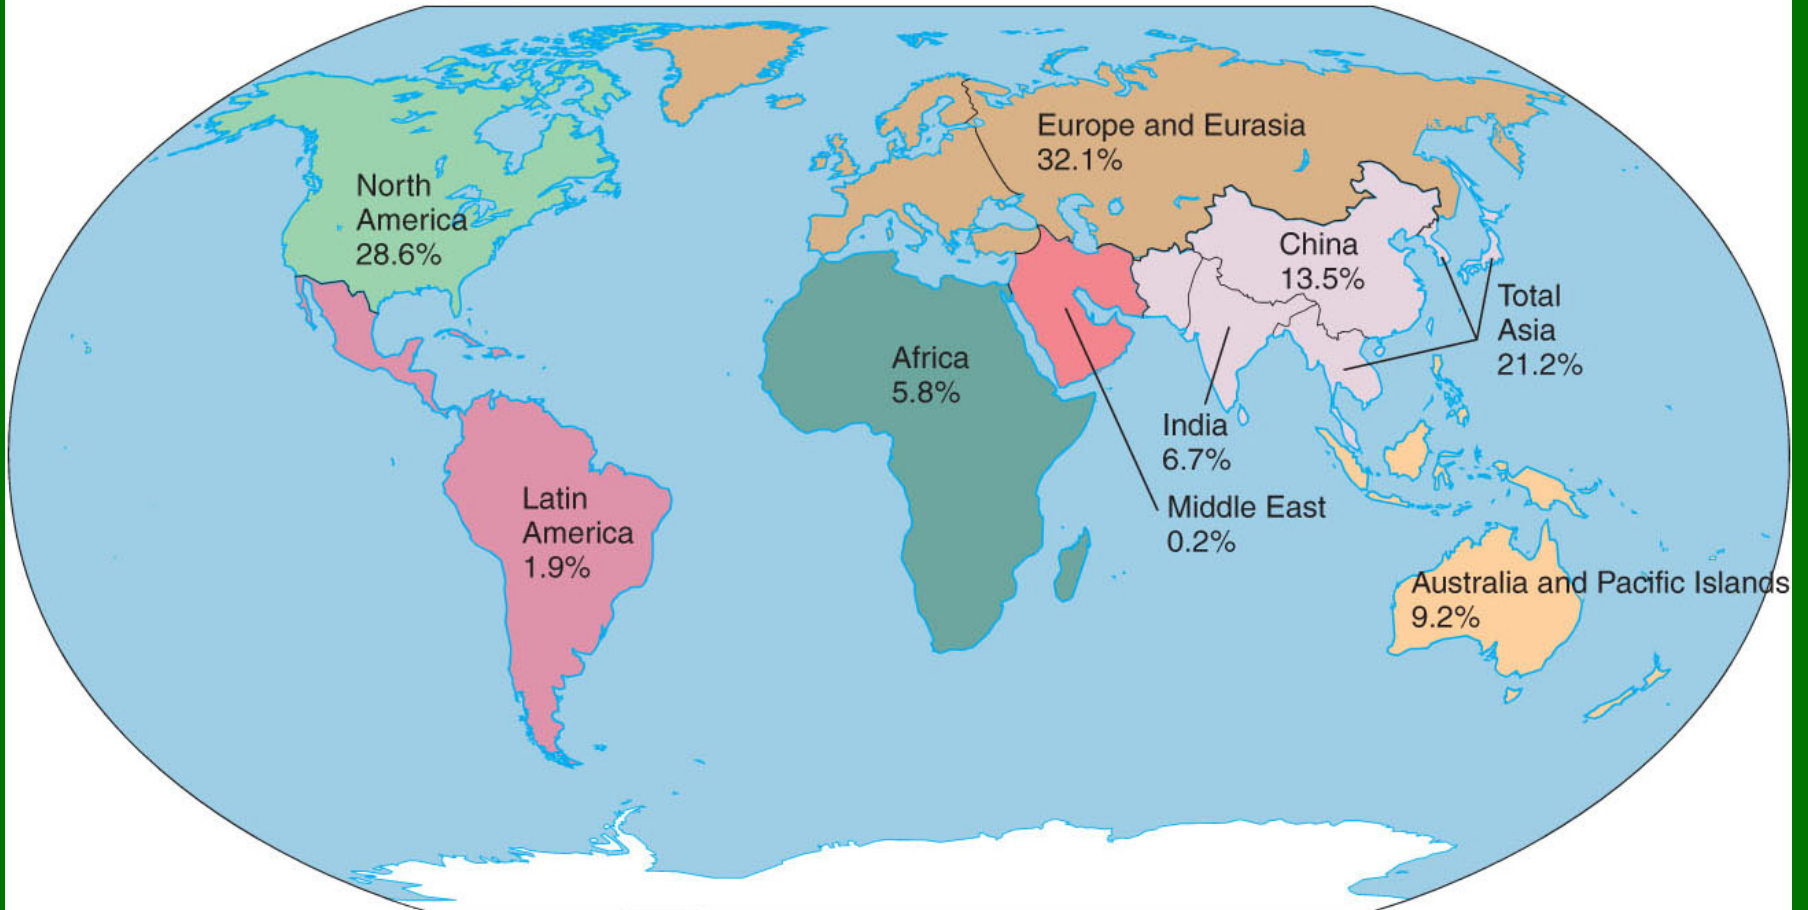 Europe and Eurasia
32.1%
North
America
28.6%
China
13.5%
Total
Asia
21.2%
Africa
5.8%
India
6.7%
Latin
America
1.9%
Middle East
0.2%
Australia and Pacific Islands
9.2%